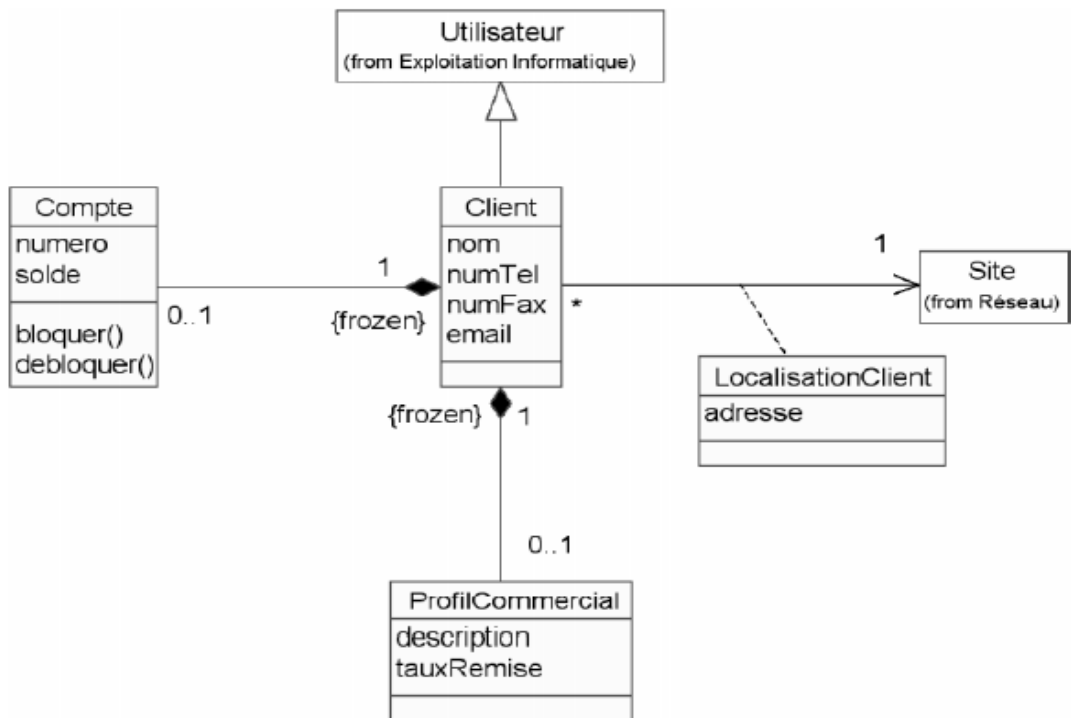 Utilisateur
(from Exploitation Informatique)
Compte
numero
solde
bloquer()
debloquer()
0..1
1
{frozen}
Client
nom
numTel
numFax
email
*
1
Site
(from Réseau)
LocalisationClient
adresse
{frozen}
1
0..1
ProfilCommercial
description
tauxRemise